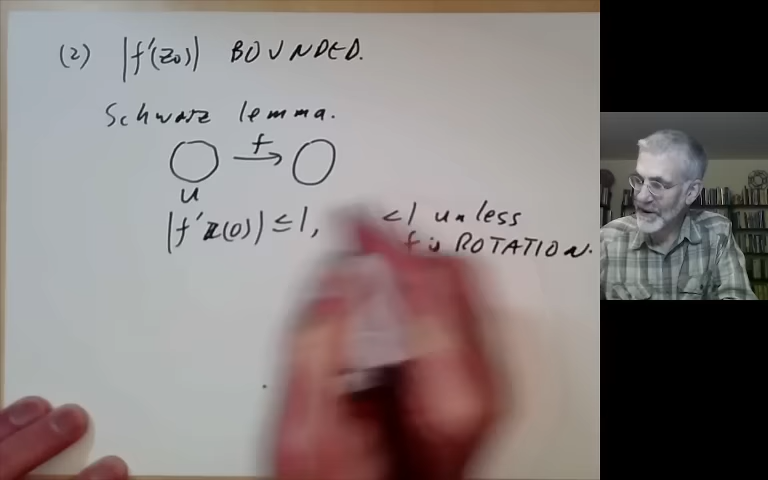 (2) |f'(z₀)| BOUNDED.
Schwarz lemma.
f
u
|f'(0)| ≤ 1, < 1 unless
f is ROTATION.